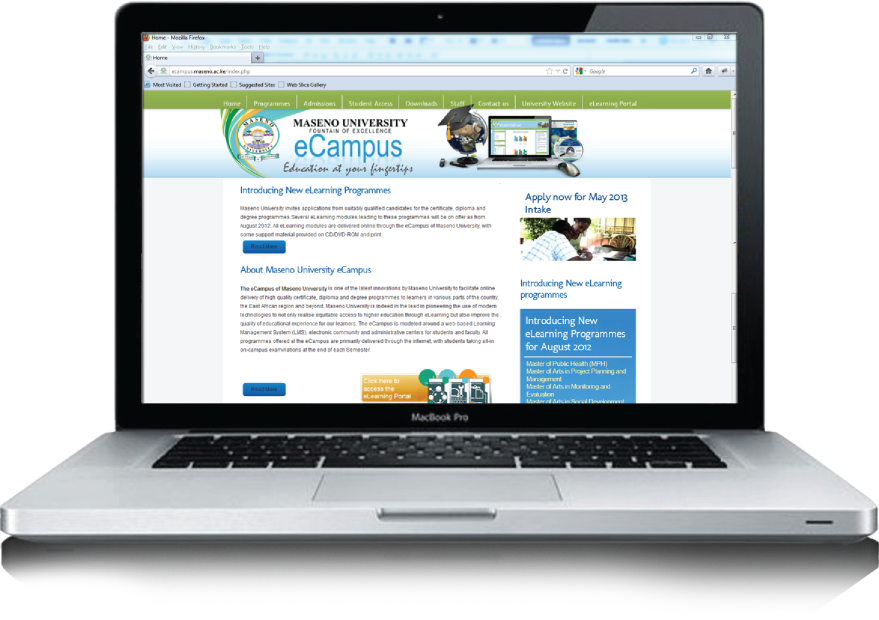 Home - Mozilla Firefox
File Edit View History Bookmarks Tools Help
Home
ecampus.maseno.ac.ke/index.php
Google
Most Visited Getting Started Suggested Sites Web Slice Gallery
Home Programmes Admissions Student Access Downloads Staff Contact us University Website eLearning Portal
MASENO UNIVERSITY
FOUNTAIN OF EXCELLENCE
eCampus
Education at your fingertips
MASENO
Introducing New eLearning Programmes
Maseno University invites applications from suitably qualified candidates for the certificate, diploma and
degree programmes.Several eLearning modules leading to these programmes will be on offer as from
August 2012. All eLearning modules are delivered online through the eCampus of Maseno University with
some support material provided on CD/DVD-ROM and print.
Read More
About Maseno University eCampus
The eCampus of Maseno University is one of the latest innovations by Maseno University to facilitate online
delivery of high quality certificate, diploma and degree programmes to learners in various parts of the country,
the East African region and beyond. Maseno University is indeed in the lead in pioneering the use of modern
technologies to not only realise equitable access to higher education through eLearning but also improve the
quality of educational experience for our learners. The eCampus is modeled around a web-based Learning
Management System (LMS), electronic community and administrative centers for students and faculty. All
programmes offered at the eCampus are primarily delivered through the internet, with students taking all-in
on-campus examinations at the end of each Semester.
Read More
Click here to
access the
eLearning Portal
Apply now for May 2013
Intake
Introducing New eLearning
programmes
Introducing New
eLearning Programmes
for August 2012
Master of Public Health (MPH)
Master of Arts in Project Planning and
Management
Master of Arts in Monitoring and
Evaluation
Master of Arts in Social Development
MacBook Pro